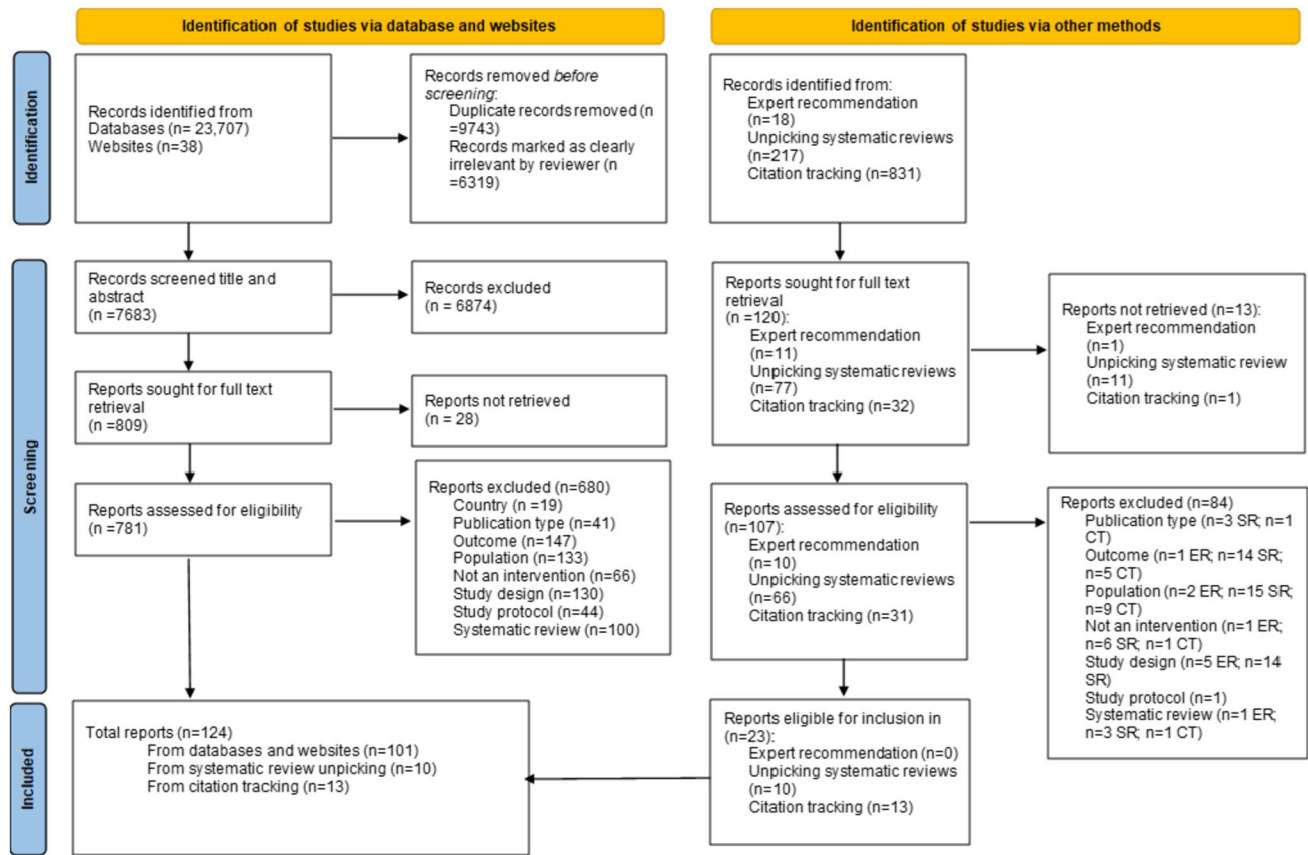 Identification of studies via database and websites
Identification of studies via other methods
Identification
Records identified from
Databases (n= 23,707)
Websites (n=38)
Records removed before
screening:
Duplicate records removed (n
=9743)
Records marked as clearly
irrelevant by reviewer (n
=6319)
Records identified from:
Expert recommendation
(n=18)
Unpicking systematic reviews
(n=217)
Citation tracking (n=831)
Screening
Records screened title and
abstract
(n =7683)
Records excluded
(n = 6874)
Reports sought for full text
retrieval
(n =120):
Expert recommendation
(n=11)
Unpicking systematic reviews
(n=77)
Citation tracking (n=32)
Reports not retrieved (n=13):
Expert recommendation
(n=1)
Unpicking systematic review
(n=11)
Citation tracking (n=1)
Reports sought for full text
retrieval
(n =809)
Reports not retrieved
(n = 28)
Reports assessed for eligibility
(n =781)
Reports excluded (n=680)
Country (n =19)
Publication type (n=41)
Outcome (n=147)
Population (n=133)
Not an intervention (n=66)
Study design (n=130)
Study protocol (n=44)
Systematic review (n=100)
Reports assessed for eligibility
(n=107):
Expert recommendation
(n=10)
Unpicking systematic reviews
(n=66)
Citation tracking (n=31)
Reports excluded (n=84)
Publication type (n=3 SR; n=1
CT)
Outcome (n=1 ER; n=14 SR;
n=5 CT)
Population (n=2 ER; n=15 SR;
n=9 CT)
Not an intervention (n=1 ER;
n=6 SR; n=1 CT)
Study design (n=5 ER; n=14
SR)
Study protocol (n=1)
Systematic review (n=1 ER;
n=3 SR; n=1 CT)
Included
Total reports (n=124)
From databases and websites (n=101)
From systematic review unpicking (n=10)
From citation tracking (n=13)
Reports eligible for inclusion in
(n=23):
Expert recommendation (n=0)
Unpicking systematic reviews
(n=10)
Citation tracking (n=13)